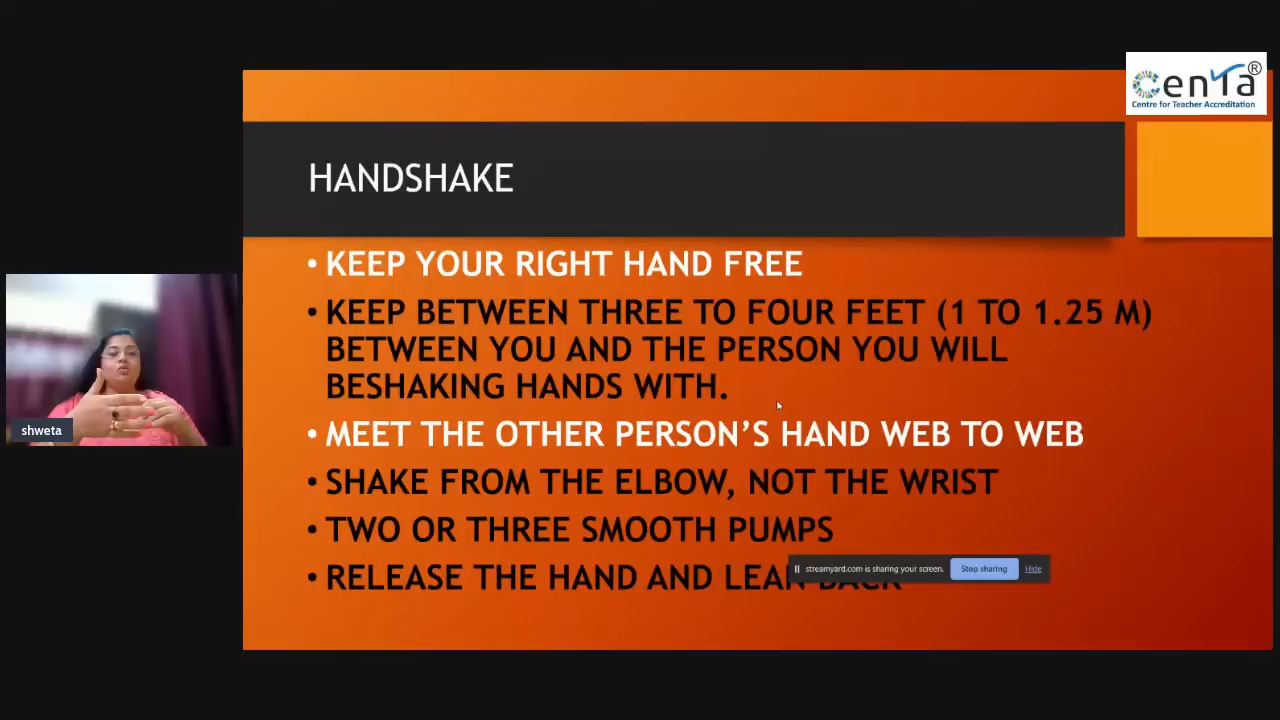 CENTA®
Centre for Teacher Accreditation
HANDSHAKE
• KEEP YOUR RIGHT HAND FREE
• KEEP BETWEEN THREE TO FOUR FEET (1 TO 1.25 M)
BETWEEN YOU AND THE PERSON YOU WILL
BESHAKING HANDS WITH.
• MEET THE OTHER PERSON’S HAND WEB TO WEB
• SHAKE FROM THE ELBOW, NOT THE WRIST
• TWO OR THREE SMOOTH PUMPS
• RELEASE THE HAND AND LEAN BACK
streamyard.com is sharing your screen. Stop sharing Hide
shweta